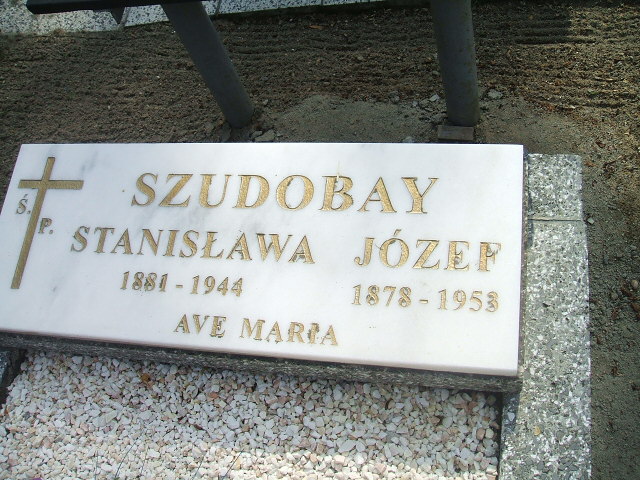 SZUDOBAY
Ś. P.
STANISŁAWA JÓZEF
1881 - 1944 1878 - 1953
AVE MARIA